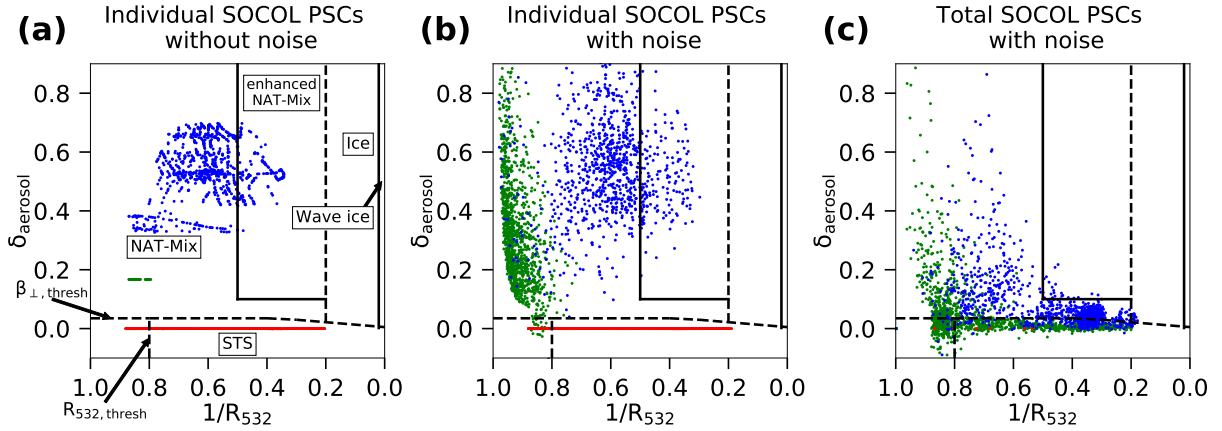 (a)
Individual SOCOL PSCs
without noise
δaerosol
0.8
0.6
0.4
0.2
0.0
enhanced
NAT-Mix
Ice
Wave ice
NAT-Mix
β⊥, thresh
STS
R532, thresh
1.0 0.8 0.6 0.4 0.2 0.0
1/R532
(b)
Individual SOCOL PSCs
with noise
δaerosol
0.8
0.6
0.4
0.2
0.0
1.0 0.8 0.6 0.4 0.2 0.0
1/R532
(c)
Total SOCOL PSCs
with noise
δaerosol
0.8
0.6
0.4
0.2
0.0
1.0 0.8 0.6 0.4 0.2 0.0
1/R532